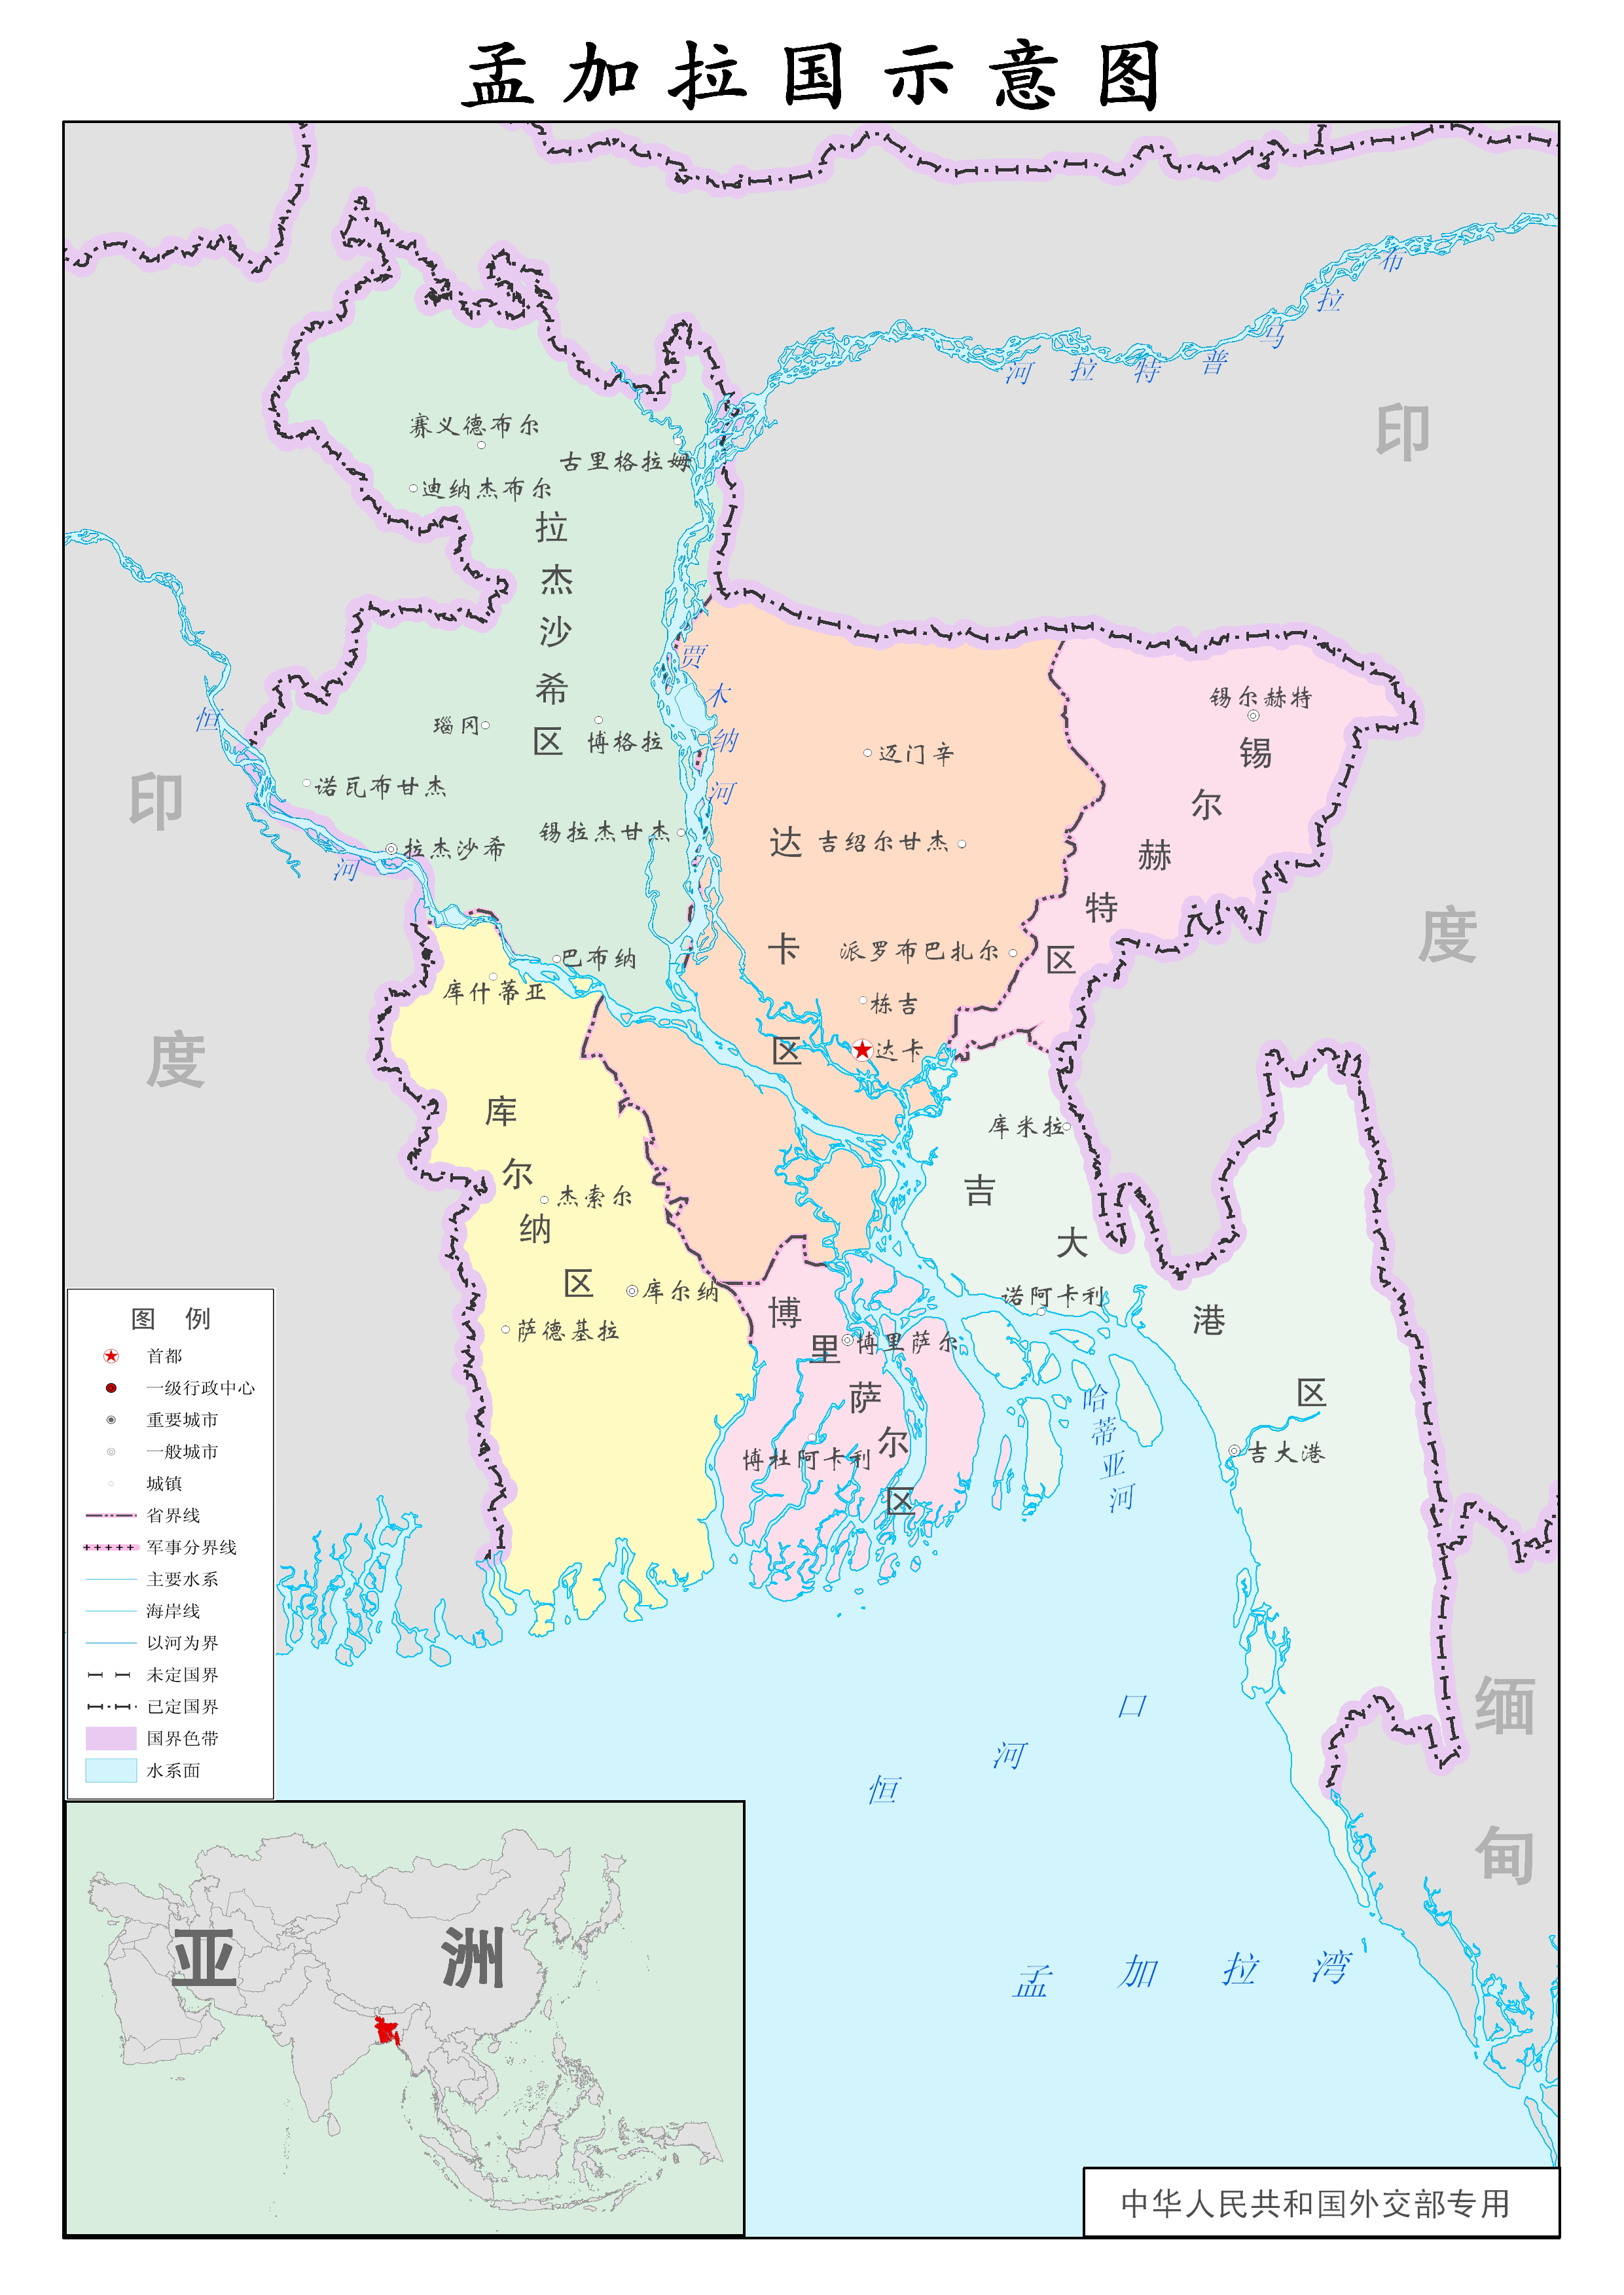 孟加拉国示意图
布拉马普特拉河
印度
赛义德布尔
古里格拉姆
迪纳杰布尔
拉杰沙希区
贾木纳河
锡尔赫特
锡尔赫特区
恒河
瑙冈
博格拉
迈门辛
印度
诺瓦布甘杰
锡拉杰甘杰
拉杰沙希
达卡区
吉绍尔甘杰
派罗布巴扎尔
巴布纳
库什蒂亚
栋吉
达卡
库尔纳区
库米拉
吉大港区
杰索尔
库尔纳
萨德基拉
诺阿卡利
博里萨尔区
博里萨尔
哈蒂亚河
博杜阿卡利
吉大港
图例
首都
一级行政中心
重要城市
一般城市
城镇
省界线
军事分界线
主要水系
海岸线
以河为界
未定国界
已定国界
国界色带
水系面
恒河口
缅甸
孟加拉湾
亚洲
中华人民共和国外交部专用